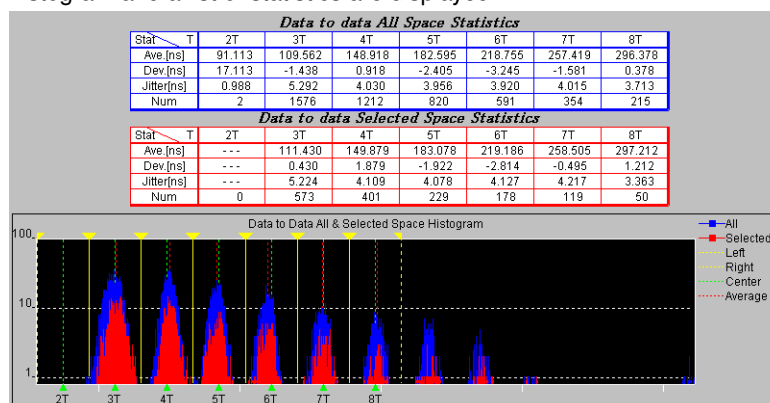 Data to data All Space Statistics
Stat T 2T 3T 4T 5T 6T 7T 8T
Ave.[ns] 91.113 109.562 148.918 182.595 218.755 257.419 296.378
Dev.[ns] 17.113 -1.438 0.918 -2.405 -3.245 -1.581 0.378
Jitter[ns] 0.988 5.292 4.030 3.956 3.920 4.015 3.713
Num 2 1576 1212 820 591 354 215
Data to data Selected Space Statistics
Stat T 2T 3T 4T 5T 6T 7T 8T
Ave.[ns] --- 111.430 149.879 183.078 219.186 258.505 297.212
Dev.[ns] --- 0.430 1.879 -1.922 -2.814 -0.495 1.212
Jitter[ns] --- 5.224 4.109 4.078 4.127 4.217 3.363
Num 0 573 401 229 178 119 50
Data to Data All & Selected Space Histogram
All
Selected
Left
Right
Center
Average
100
10
1
2T 3T 4T 5T 6T 7T 8T